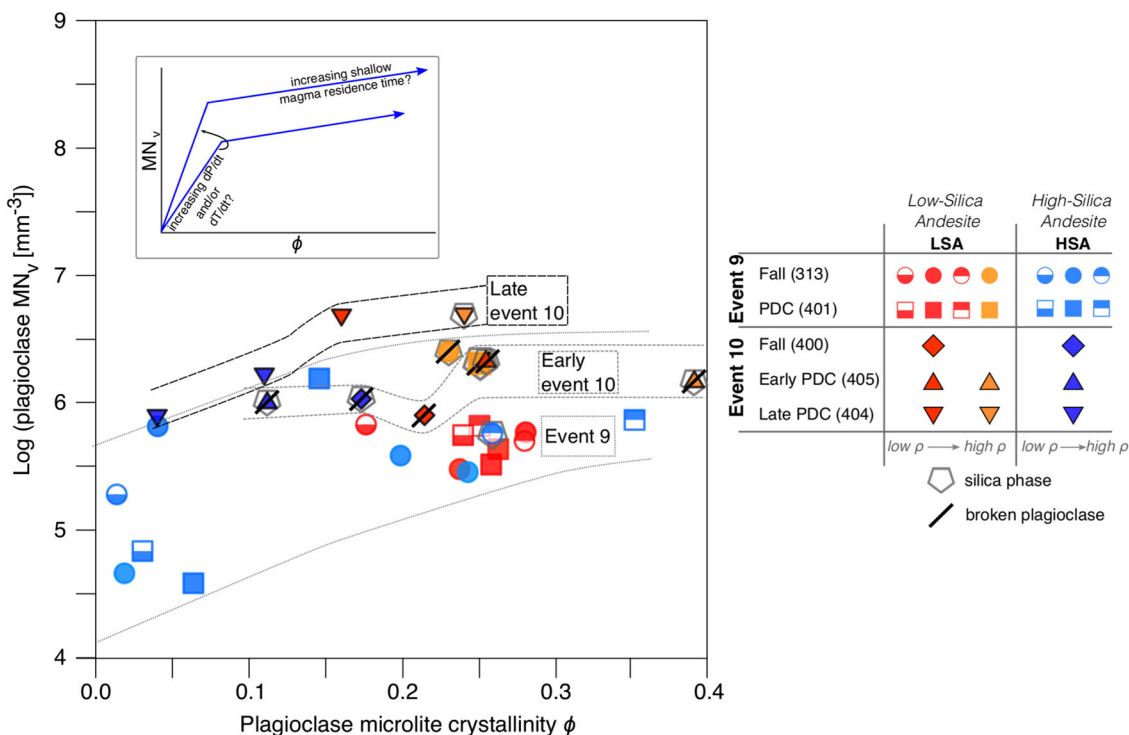 9
8
7
6
5
4
Log (plagioclase MNv [mm-3])
0.0
0.1
0.2
0.3
0.4
Plagioclase microlite crystallinity ϕ
MNv
ϕ
increasing shallow
magma residence time?
increasing dP/dt
and/or
dT/dt?
Late
event 10
Early
event 10
Event 9
Low-Silica
Andesite
LSA
High-Silica
Andesite
HSA
Event 9
Fall (313)
PDC (401)
Event 10
Fall (400)
Early PDC (405)
Late PDC (404)
low ρ → high ρ
low ρ → high ρ
silica phase
broken plagioclase